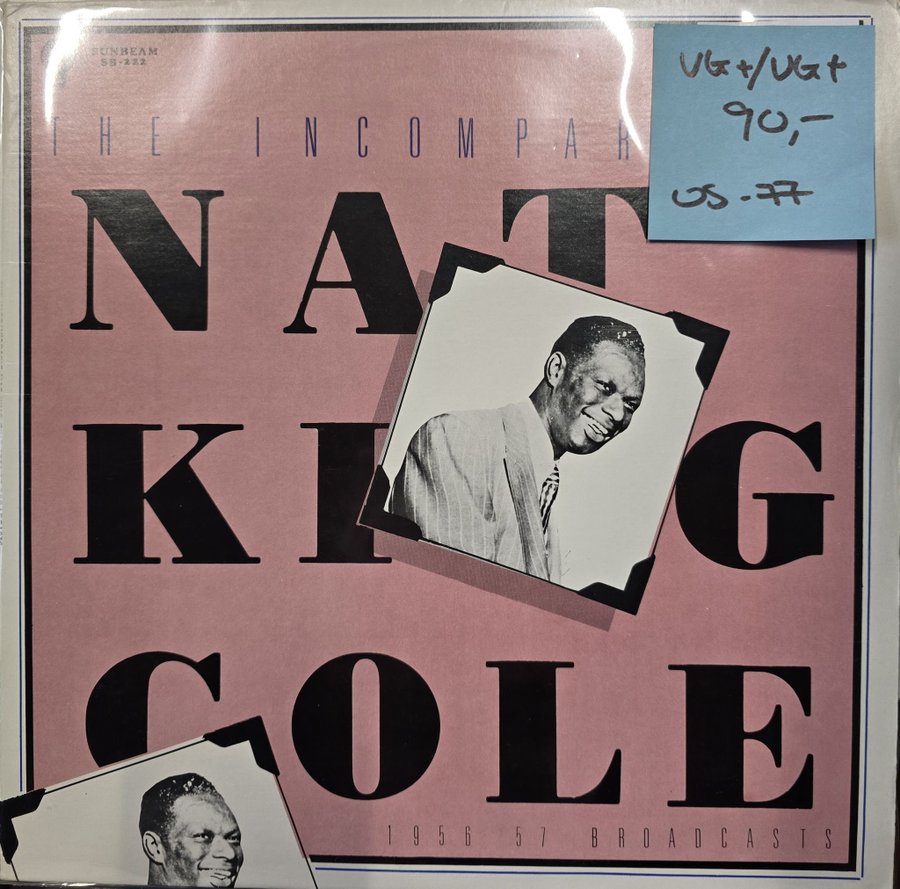 SUNBEAM
SB-222
VG+/VG+
90,-
US-77
THE INCOMPAR
NAT
KI G
COLE
1956 57 BROADCASTS